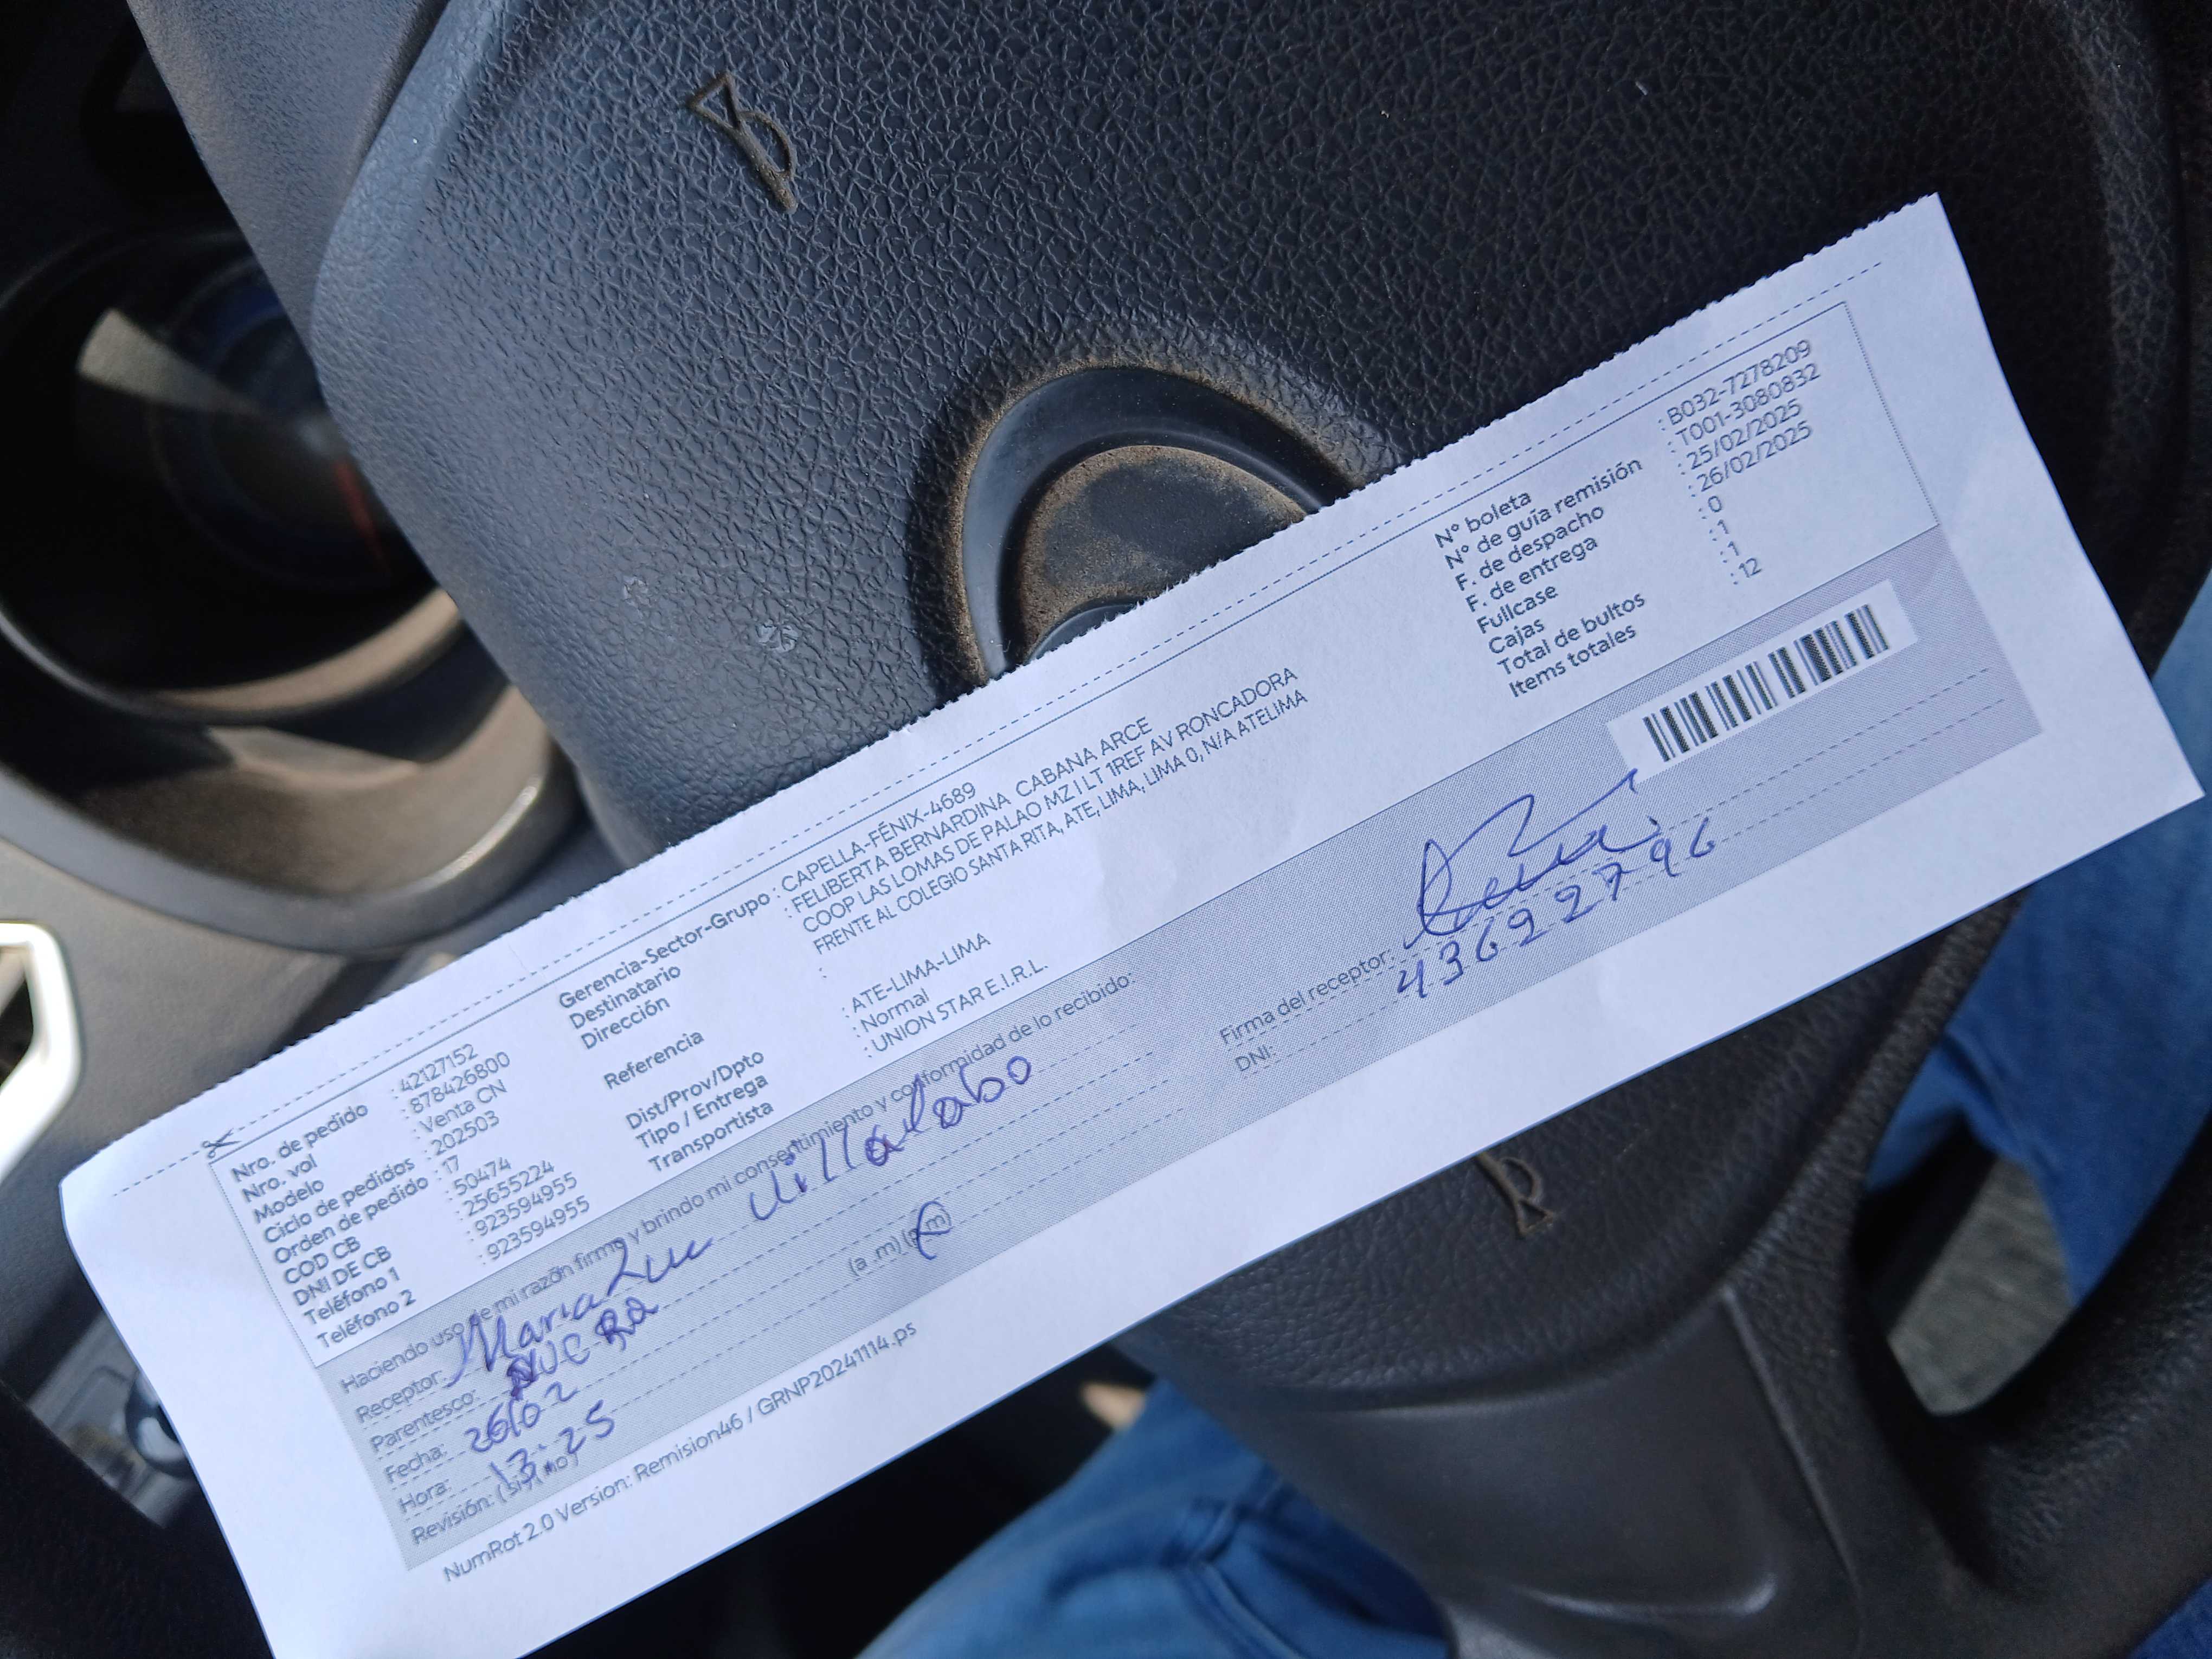 Nro. de pedido : 42127152
Nro. vol : 878426800
Modelo : Venta CN
Ciclo de pedidos : 202503
Orden de pedido : 17
COD CB : 50474
DNI DE CB : 25655224
Teléfono 1 : 923594955
Teléfono 2 : 923594955
Gerencia-Sector-Grupo : CAPELLA-FÉNIX-4689
Destinatario : FELIBERTA BERNARDINA CABANA ARCE
Dirección COOP LAS LOMAS DE PALAO MZ I LT 1REF AV RONCADORA
FRENTE AL COLEGIO SANTA RITA, ATE, LIMA, LIMA 0, N/A ATELIMA
Referencia :
Dist/Prov/Dpto : ATE-LIMA-LIMA
Tipo / Entrega : Normal
Transportista : UNION STAR E.I.R.L.
N° boleta : B032-7278209
N° de guía remisión : T001-3080832
F. de despacho : 25/02/2025
F. de entrega : 26/02/2025
Fullcase : 0
Cajas : 1
Total de bultos : 1
Items totales : 12
Haciendo uso de mi razón firmo y brindo mi consentimiento y conformidad de lo recibido:
Receptor: Maria Luz Villalobo
Parentesco: NUERA
Fecha: 26/02
Hora: 13:25 (a .m) (p.m)
Revisión: (si) (no)
Firma del receptor:
DNI: 43692796
NumRot 2.0 Version: Remision46 / GRNP20241114.ps